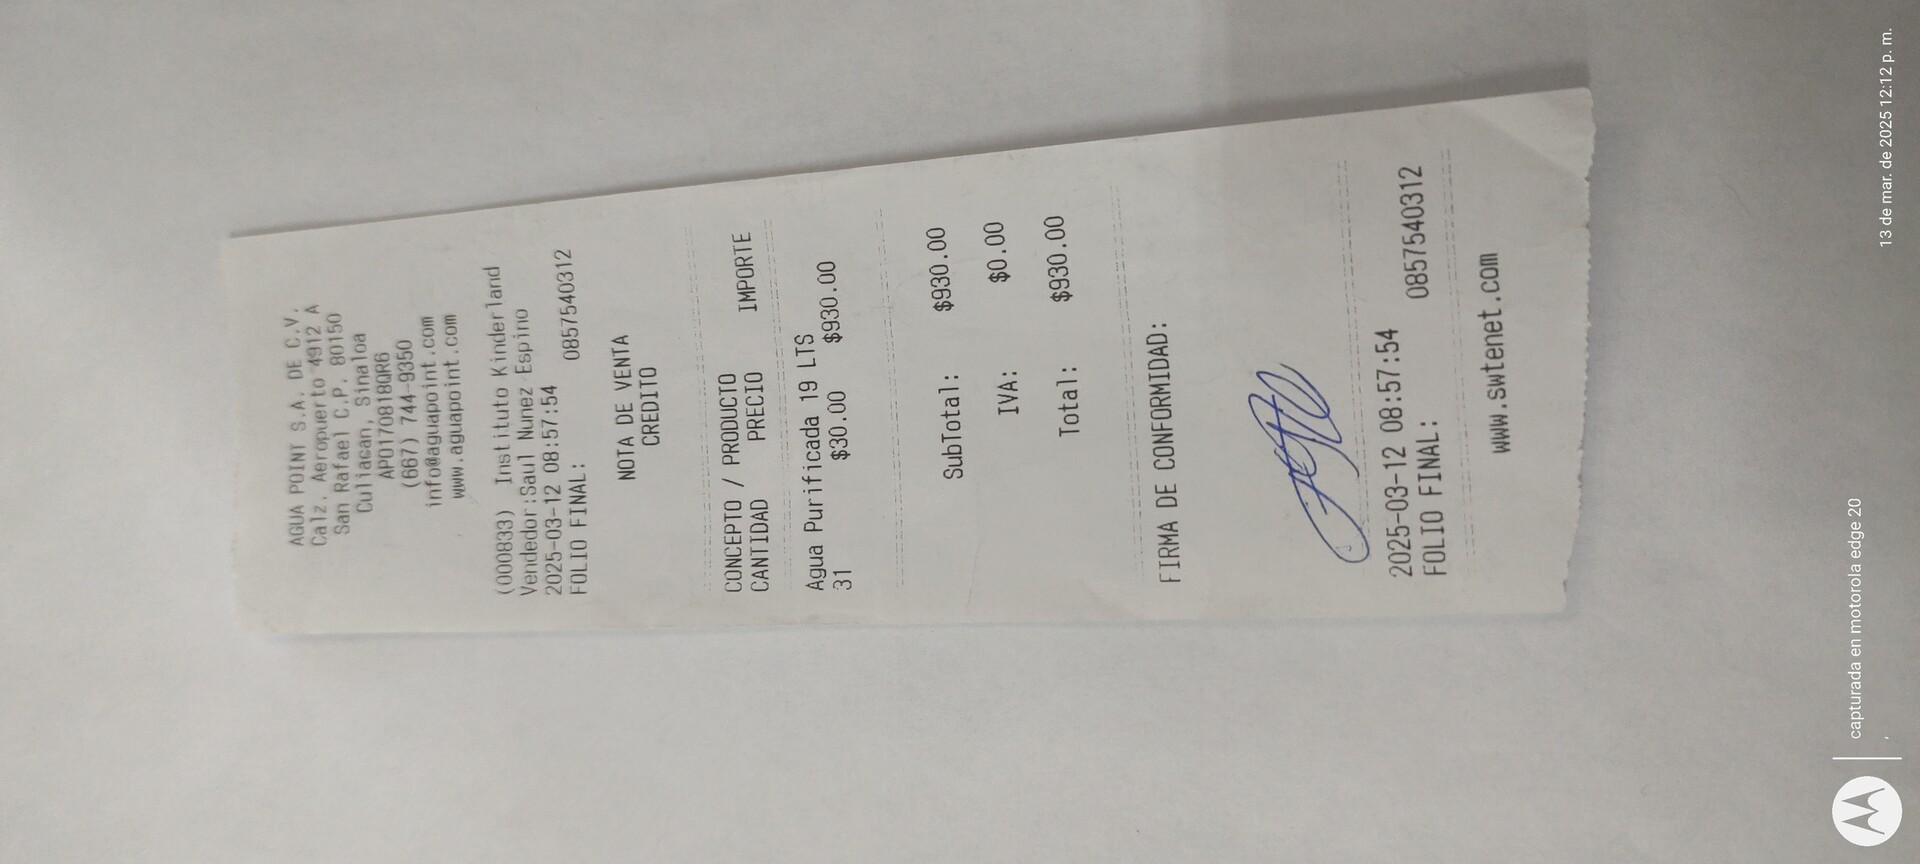 AGUA POINT S.A. DE C.V.
Calz. Aeropuerto 4912 A
San Rafael C.P. 80150
Culiacan, Sinaloa
APO170818QR6
(667) 744-9350
info@aguapoint.com
www.aguapoint.com
(000833) Instituto Kinderland
Vendedor:Saul Nunez Espino
2025-03-12 08:57:54
FOLIO FINAL: 0857540312
NOTA DE VENTA
CREDITO
CONCEPTO / PRODUCTO
CANTIDAD PRECIO IMPORTE
Agua Purificada 19 LTS
31 $30.00 $930.00
SubTotal: $930.00
IVA: $0.00
Total: $930.00
FIRMA DE CONFORMIDAD:
2025-03-12 08:57:54
FOLIO FINAL: 0857540312
www.swtenet.com
capturada en motorola edge 20
,
13 de mar. de 2025 12:12 p. m.